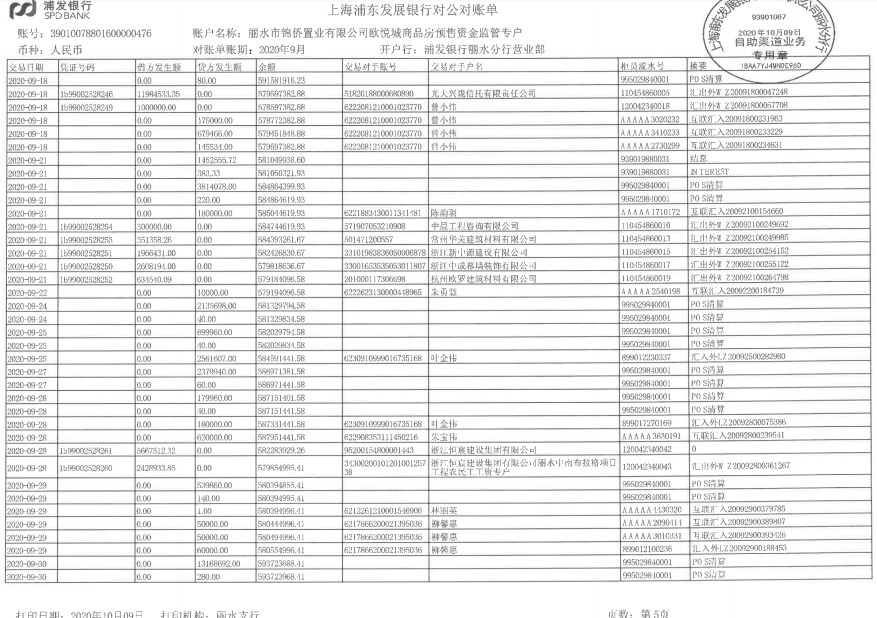 浦发银行
SPD BANK
上海浦东发展银行对公对账单
93901067
2020年10月09日
自助渠道业务
专用章
1BAA7YJ4MNDE96D
账号：39010078801600000476 账户名称：丽水市锦侨置业有限公司欧悦城商品房预售资金监管专户
币种：人民币 对账单账期：2020年9月 开户行：浦发银行丽水分行营业部
交易日期 凭证号码 借方发生额 贷方发生额 余额 交易对手账号 交易对手户名 柜员流水号 摘要
2020-09-18 0.00 80.00 591581916.23 995029840001 POS清算
2020-09-18 1b99002528246 11984533.35 0.00 579597382.88 51820188000680890 光大兴陇信托有限责任公司 110454860005 汇出外W Z20091800047248
2020-09-18 1b99002528249 1000000.00 0.00 578597382.88 6222081210001023770 曾小伟 120042340018 汇出外W Z20091800067708
2020-09-18 0.00 175000.00 578772382.88 6222081210001023770 曾小伟 AAAAA3020232 互联汇入20091800231963
2020-09-18 0.00 679466.00 579451848.88 6222081210001023770 曾小伟 AAAAA3410233 互联汇入20091800233229
2020-09-18 0.00 145534.00 579597382.88 6222081210001023770 曾小伟 AAAAA2730299 互联汇入20091800234631
2020-09-21 0.00 1452555.72 581049938.60 939019880031 结息
2020-09-21 0.00 383.33 581050321.93 939019880031 INTEREST
2020-09-21 0.00 3814078.00 584864399.93 995029840001 POS清算
2020-09-21 0.00 220.00 584864619.93 995029840001 POS清算
2020-09-21 0.00 180000.00 585044619.93 6221883430011341481 陈韵羽 AAAAA1710172 互联汇入20092100154660
2020-09-21 1b99002528254 300000.00 0.00 584744619.93 571907053210908 中晟工程咨询有限公司 110454860010 汇出外W Z20092100249692
2020-09-21 1b99002528253 351358.26 0.00 584393261.67 501471200557 常州华美建筑材料有限公司 110454860013 汇出外W Z20092100249985
2020-09-21 1b99002528251 1966431.00 0.00 582426830.67 33101983836050006878 浙江新中源建设有限公司 110454860015 汇出外W Z20092100254152
2020-09-21 1b99002528250 2608194.00 0.00 579818636.67 33001653535053011807 浙江中成幕墙装饰有限公司 110454860017 汇出外W Z20092100255122
2020-09-21 1b99002528252 634540.09 0.00 579184096.58 201000117306698 杭州欧罗建筑材料有限公司 110454860019 汇出外W Z20092100264798
2020-09-22 0.00 10000.00 579194096.58 6222623130000448965 朱勇慧 AAAAA2540198 互联汇入20092200184739
2020-09-24 0.00 2135698.00 581329794.58 995029840001 POS清算
2020-09-24 0.00 40.00 581329834.58 995029840001 POS清算
2020-09-25 0.00 699960.00 582029794.58 995029840001 POS清算
2020-09-25 0.00 40.00 582029834.58 995029840001 POS清算
2020-09-25 0.00 2561607.00 584591441.58 6230910999016735168 叶金伟 899012230337 汇入外LZ20092500282980
2020-09-27 0.00 2379940.00 586971381.58 995029840001 POS清算
2020-09-27 0.00 60.00 586971441.58 995029840001 POS清算
2020-09-28 0.00 179960.00 587151401.58 995029840001 POS清算
2020-09-28 0.00 40.00 587151441.58 995029840001 POS清算
2020-09-28 0.00 180000.00 587331441.58 6230910999016735168 叶金伟 899017270169 汇入外LZ20092800075386
2020-09-28 0.00 620000.00 587951441.58 6229083531114502​16 朱宝伟 AAAAA3630191 互联汇入20092800239541
2020-09-28 1b99002528261 5667512.32 0.00 582283929.26 95200154800001443 浙江恒宸建设集团有限公司 120042340042 0
2020-09-28 1b99002528260 2428933.85 0.00 579854995.41 3430020010120100125738 浙江恒宸建设集团有限公司丽水中南布拉格项目工程农民工工资专户 120042340043 汇出外W Z20092800361267
2020-09-29 0.00 539860.00 580394855.41 995029840001 POS清算
2020-09-29 0.00 140.00 580394995.41 995029840001 POS清算
2020-09-29 0.00 1.00 580394996.41 6212261210001546906 林丽英 AAAAA4430320 互联汇入20092900379785
2020-09-29 0.00 50000.00 580444996.41 6217866200021395036 柳馨惠 AAAAA2090414 互联汇入20092900389807
2020-09-29 0.00 50000.00 580494996.41 6217866200021395036 柳馨惠 AAAAA3010331 互联汇入20092900393426
2020-09-29 0.00 60000.00 580554996.41 6217866200021395036 柳馨惠 899012100236 汇入外LZ20092900188453
2020-09-30 0.00 13168692.00 593723688.41 995029840001 POS清算
2020-09-30 0.00 280.00 593723968.41 995029840001 POS清算
打印日期：2020年10月09日 打印机构：丽水支行 页数：第5页